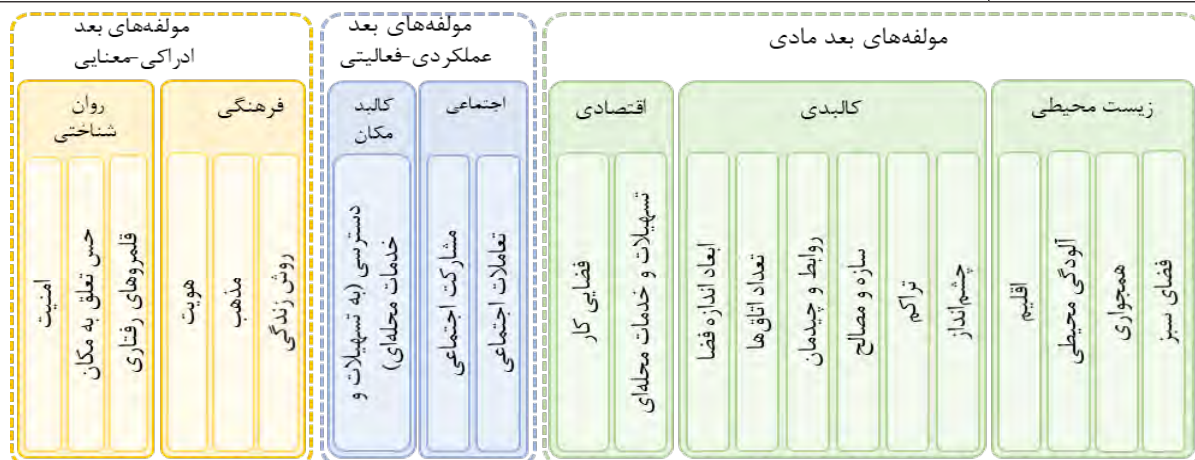 مولفه‌های بعد مادی
زیست محیطی
فضای سبز
همجواری
آلودگی محیطی
اقلیم
کالبدی
چشم‌انداز
تراکم
سازه و مصالح
روابط و چیدمان
تعداد اتاق‌ها
ابعاد اندازه فضا
اقتصادی
تسهیلات و خدمات محله‌ای
فضایی کار
مولفه‌های بعد
عملکردی-فعالیتی
اجتماعی
تعاملات اجتماعی
مشارکت اجتماعی
کالبد
مکان
دسترسی (به تسهیلات و
خدمات محله‌ای)
مولفه‌های بعد
ادراکی-معنایی
فرهنگی
روش زندگی
مذهب
هویت
روان
شناختی
قلمروهای رفتاری
حس تعلق به مکان
امنیت